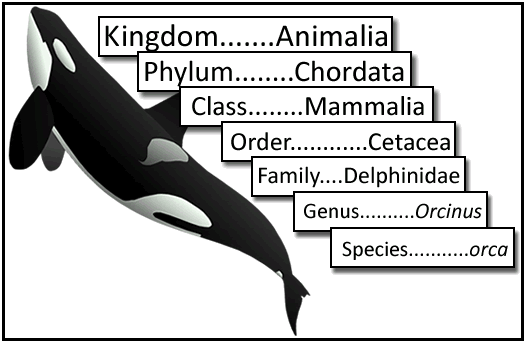 Kingdom.......Animalia
Phylum........Chordata
Class........Mammalia
Order............Cetacea
Family....Delphinidae
Genus..........Orcinus
Species...........orca